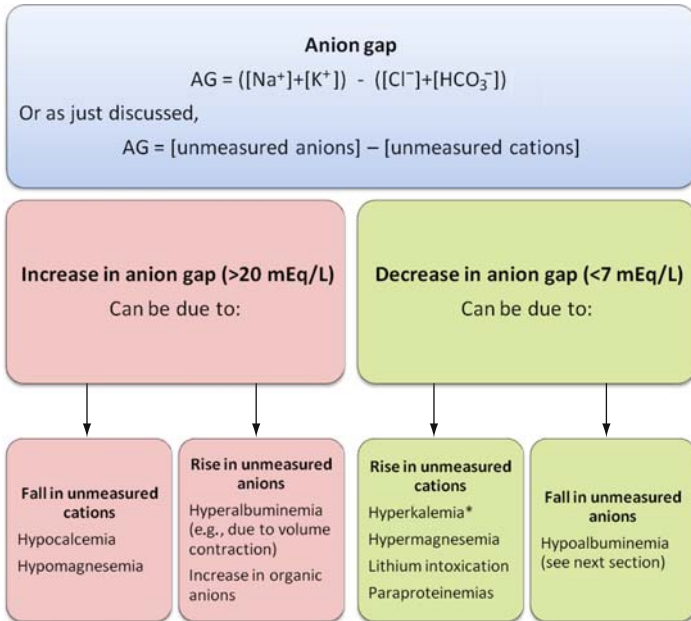 Anion gap
AG = ([Na⁺]+[K⁺]) - ([Cl⁻]+[HCO₃⁻])
Or as just discussed,
AG = [unmeasured anions] – [unmeasured cations]
Increase in anion gap (>20 mEq/L)
Can be due to:
Decrease in anion gap (<7 mEq/L)
Can be due to:
Fall in unmeasured
cations
Hypocalcemia
Hypomagnesemia
Rise in unmeasured
anions
Hyperalbuminemia
(e.g., due to volume
contraction)
Increase in organic
anions
Rise in unmeasured
cations
Hyperkalemia*
Hypermagnesemia
Lithium intoxication
Paraproteinemias
Fall in unmeasured
anions
Hypoalbuminemia
(see next section)